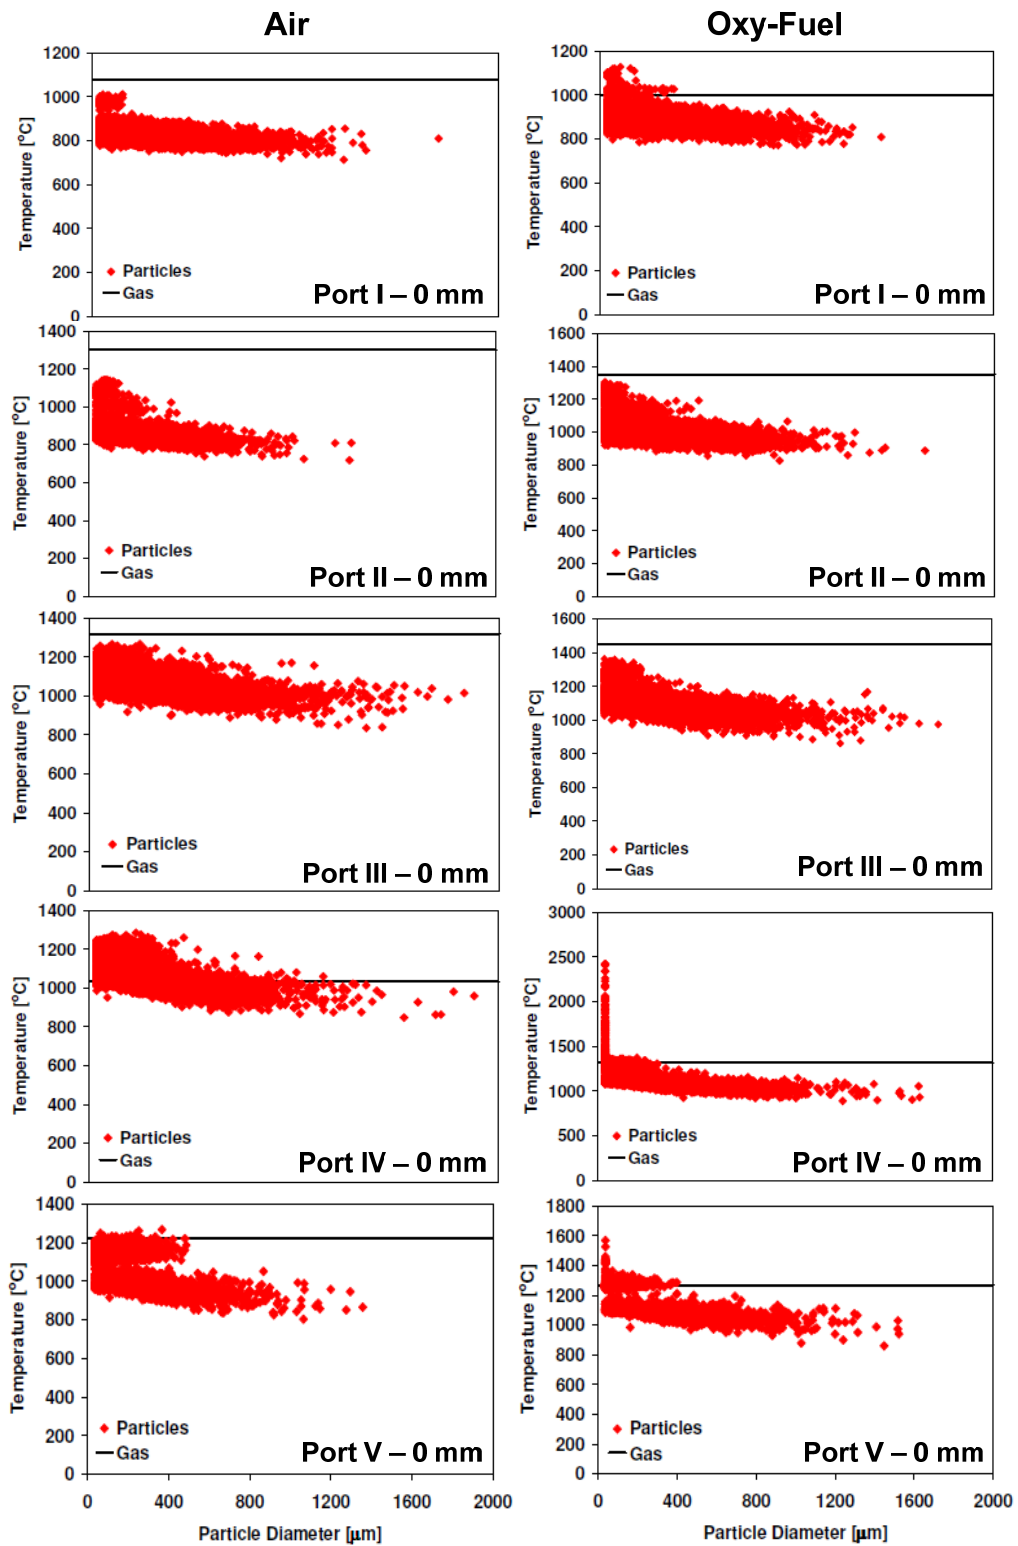 Air
Oxy-Fuel
1200
1000
800
600
400
200
0
Temperature [°C]
Particles
Gas
Port I – 0 mm
1200
1000
800
600
400
200
0
Temperature [°C]
Particles
Gas
Port I – 0 mm
1400
1200
1000
800
600
400
200
0
Temperature [°C]
Particles
Gas
Port II – 0 mm
1600
1400
1200
1000
800
600
400
200
0
Temperature [°C]
Particles
Gas
Port II – 0 mm
1400
1200
1000
800
600
400
200
0
Temperature [°C]
Particles
Gas
Port III – 0 mm
1600
1400
1200
1000
800
600
400
200
0
Temperature [°C]
Particles
Gas
Port III – 0 mm
1400
1200
1000
800
600
400
200
0
Temperature [°C]
Particles
Gas
Port IV – 0 mm
3000
2500
2000
1500
1000
500
0
Temperature [°C]
Particles
Gas
Port IV – 0 mm
1400
1200
1000
800
600
400
200
0
Temperature [°C]
Particles
Gas
Port V – 0 mm
0 400 800 1200 1600 2000
Particle Diameter [μm]
1800
1600
1400
1200
1000
800
600
400
200
0
Temperature [°C]
Particles
Gas
Port V – 0 mm
0 400 800 1200 1600 2000
Particle Diameter [μm]